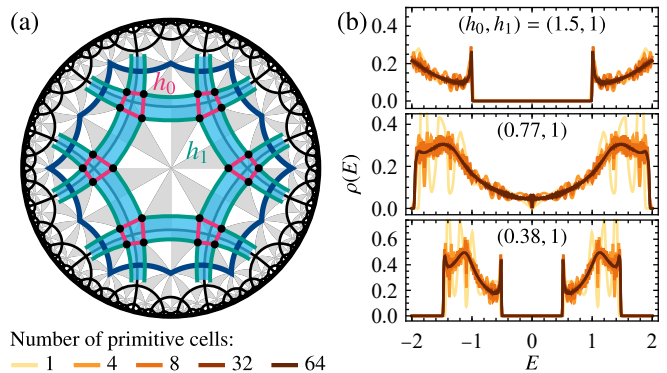 (a)
h₀
h₁
Number of primitive cells:
1 4 8 32 64
(b)
(h₀, h₁) = (1.5, 1)
0.4
0.2
0.0
(0.77, 1)
0.4
0.2
0
ρ(E)
(0.38, 1)
0.6
0.4
0.2
0.0
−2 −1 0 1 2
E